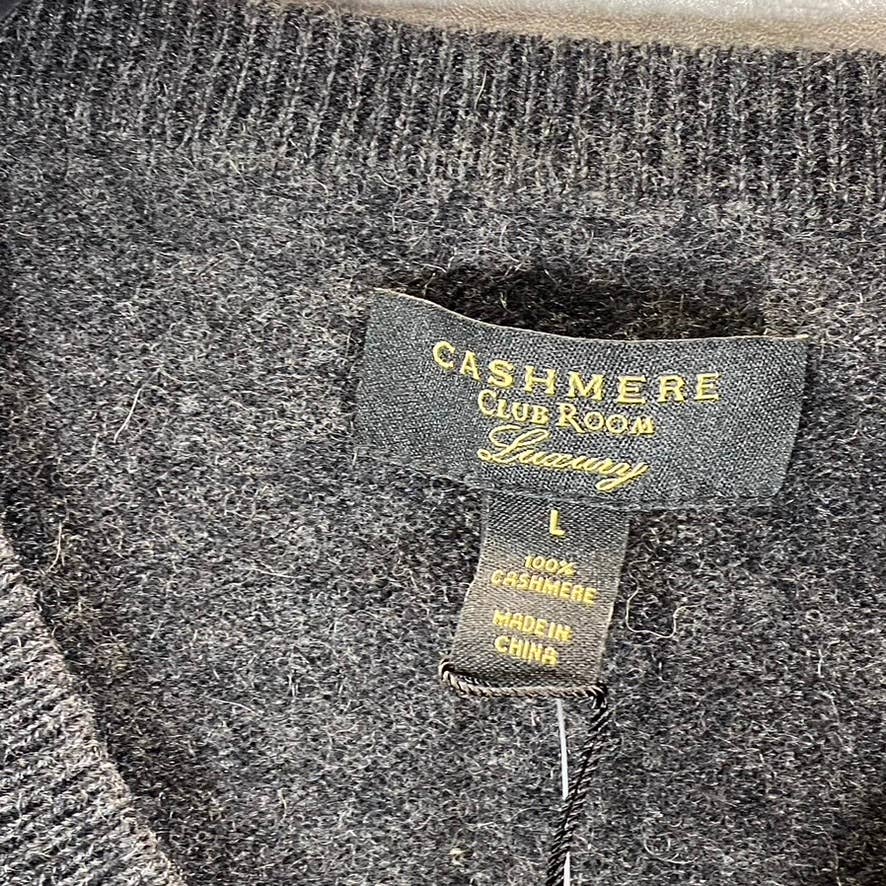 CASHMERE
CLUB ROOM
Luxury
L
100%
CASHMERE
MADE IN
CHINA